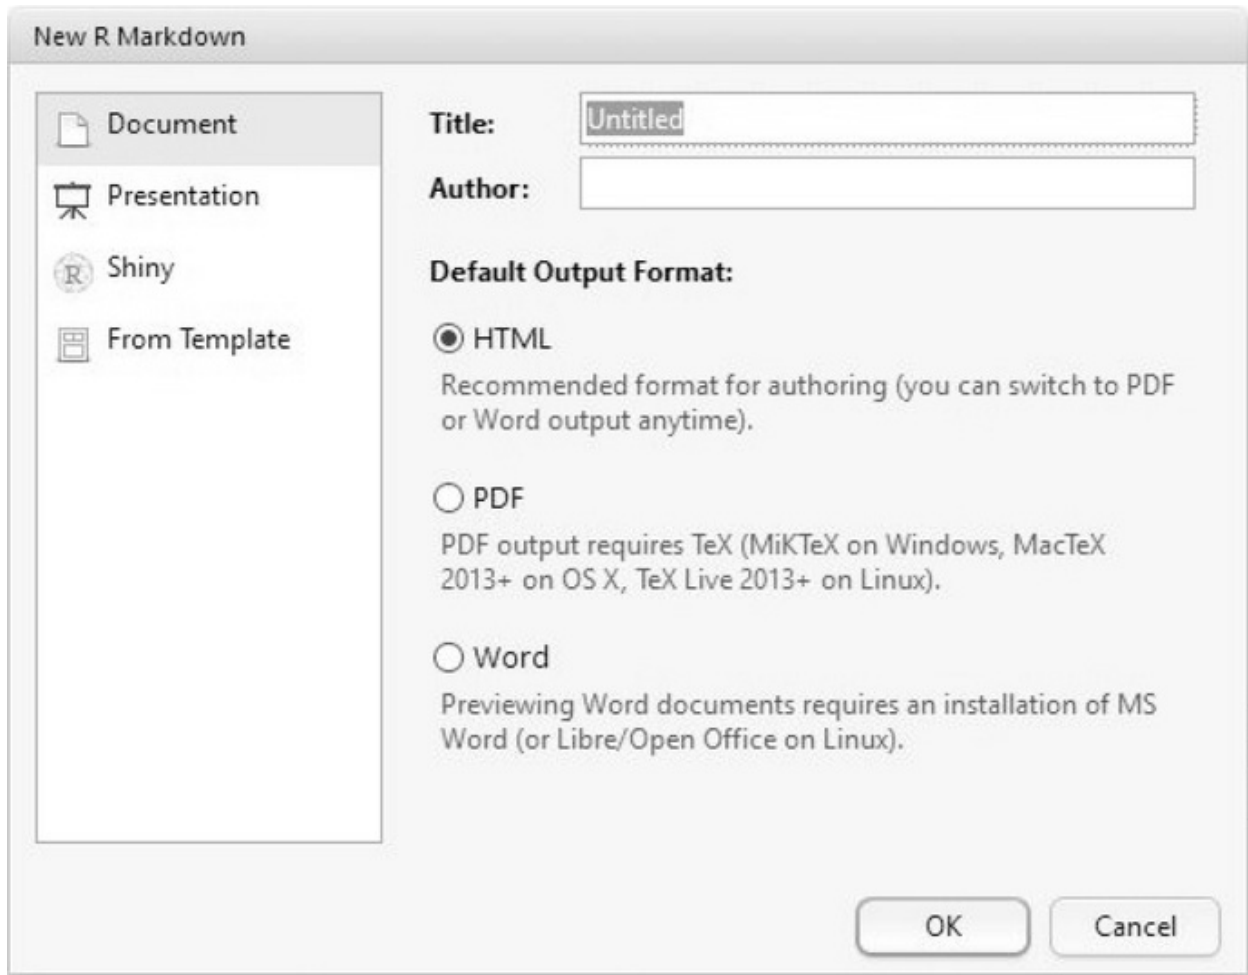 New R Markdown
Document
Presentation
R
Shiny
From Template
Title:
Untitled
Author:
Default Output Format:
HTML
Recommended format for authoring (you can switch to PDF
or Word output anytime).
PDF
PDF output requires TeX (MiKTeX on Windows, MacTeX
2013+ on OS X, TeX Live 2013+ on Linux).
Word
Previewing Word documents requires an installation of MS
Word (or Libre/Open Office on Linux).
OK
Cancel